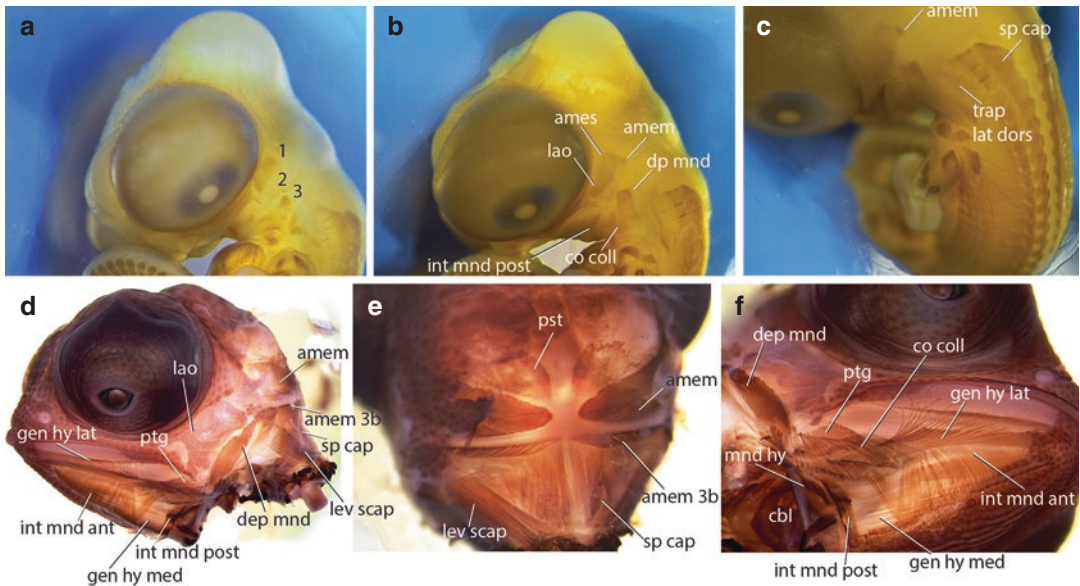 a
1
2
3
b
ames
amem
lao
dp mnd
int mnd post
co coll
c
amem
sp cap
trap
lat dors
d
lao
amem
amem 3b
gen hy lat
ptg
sp cap
int mnd ant
dep mnd
lev scap
int mnd post
gen hy med
e
pst
amem
amem 3b
lev scap
sp cap
f
dep mnd
co coll
ptg
gen hy lat
mnd hy
int mnd ant
cbl
gen hy med
int mnd post